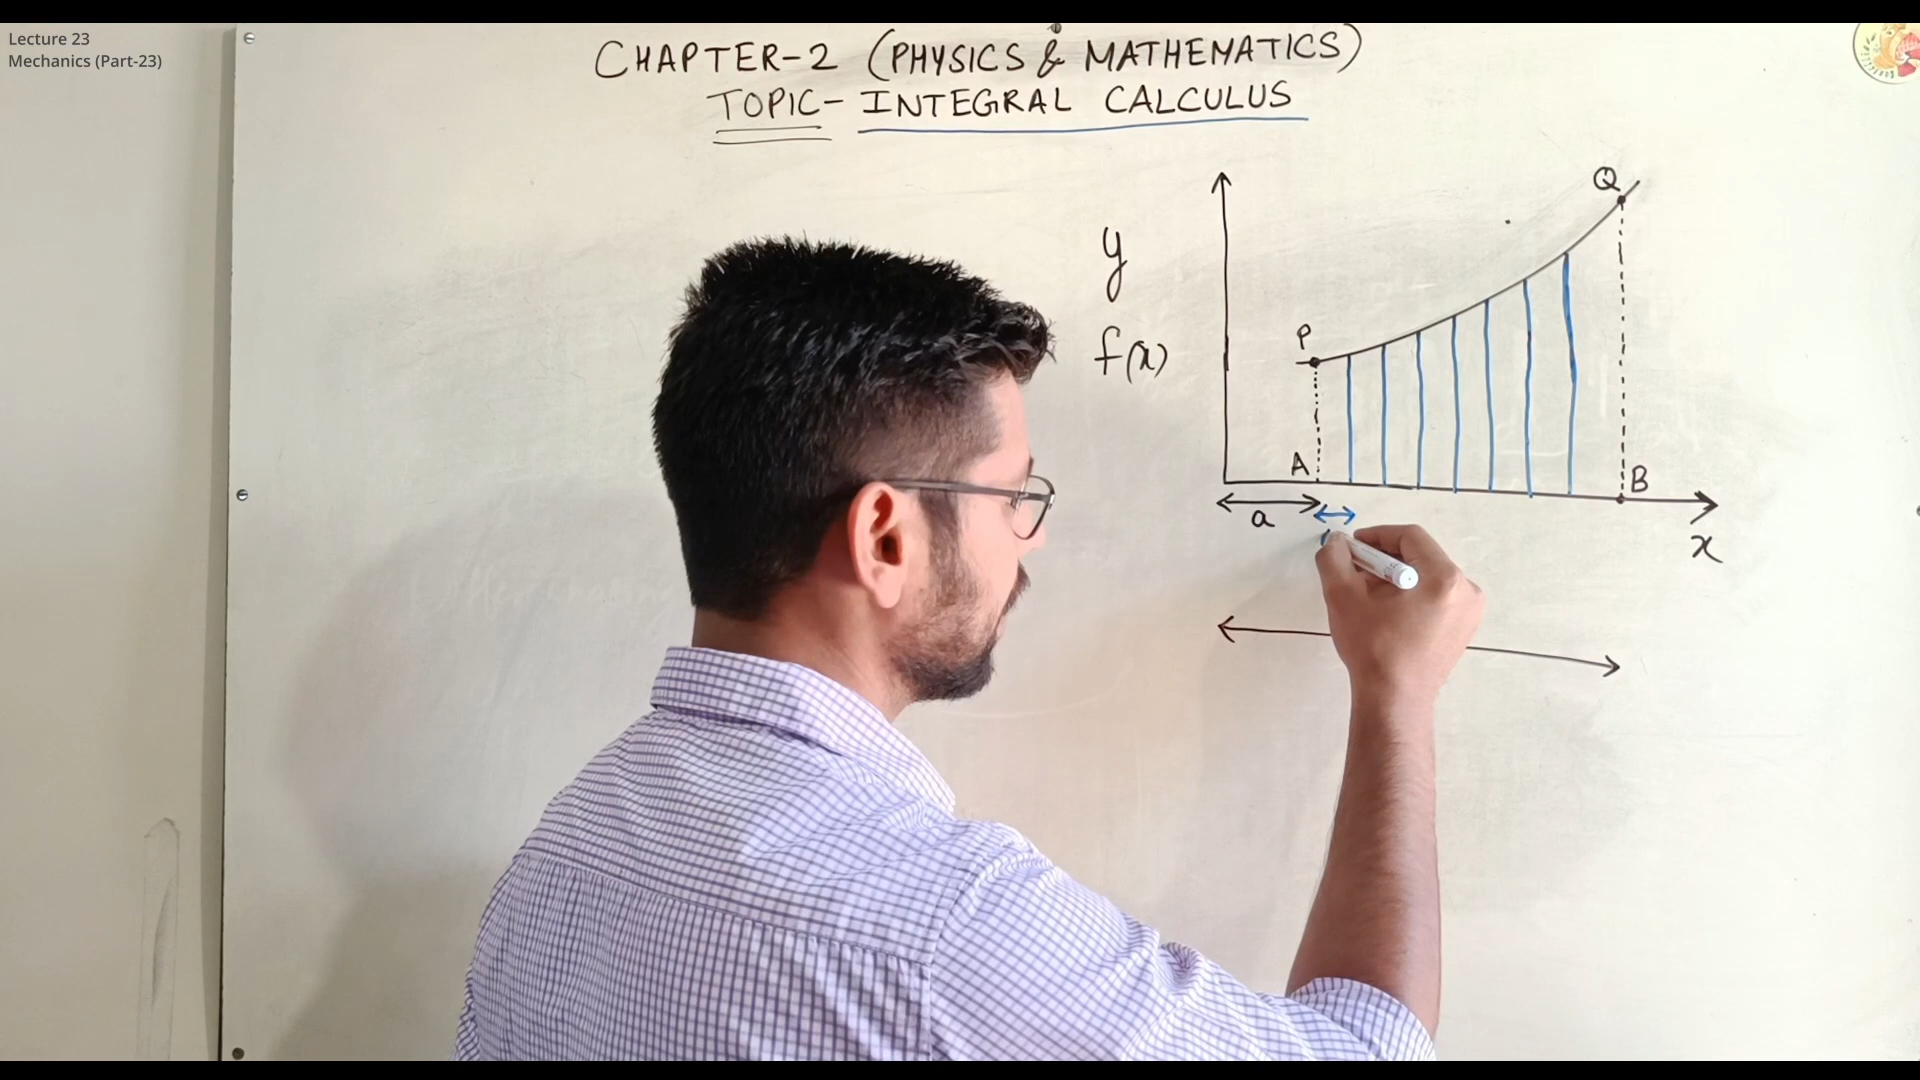 Lecture 23
Mechanics (Part-23)
CHAPTER-2 (PHYSICS & MATHEMATICS)
TOPIC- INTEGRAL CALCULUS
Q
y
P
f(x)
A
B
a
x